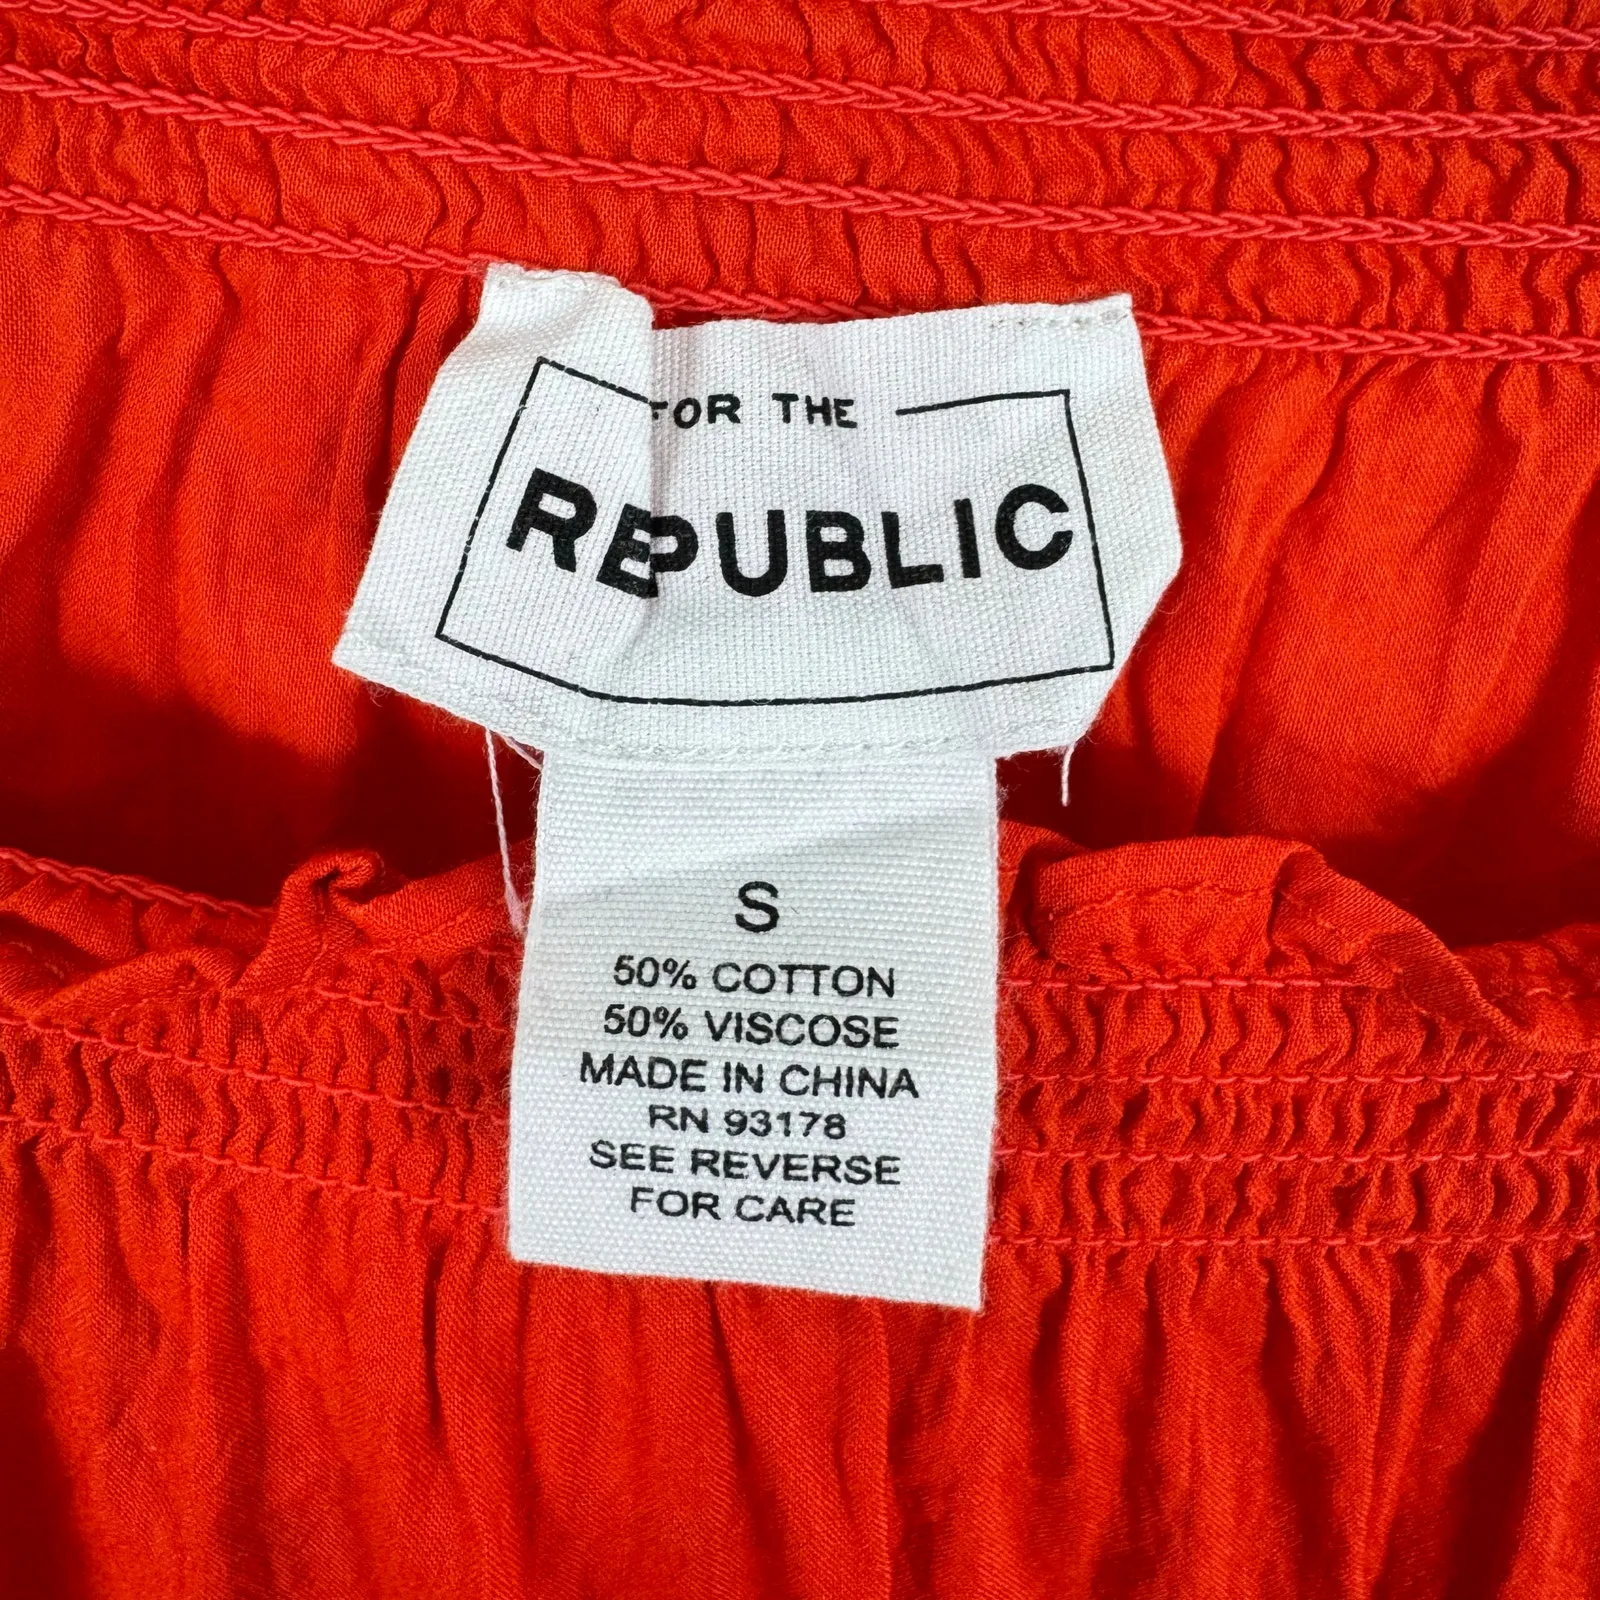 FOR THE
REPUBLIC
S
50% COTTON
50% VISCOSE
MADE IN CHINA
RN 93178
SEE REVERSE
FOR CARE